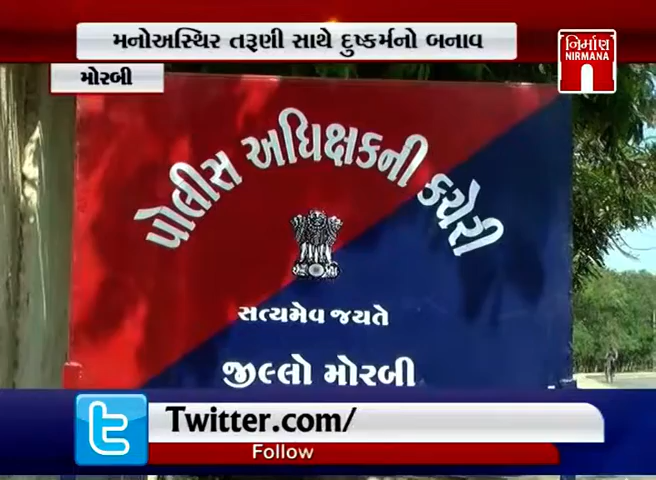 મનોઅસ્થિર તરૂણી સાથે દુષ્કર્મનો બનાવ
નિર્માણ
NIRMANA
મોરબી
પોલીસ અધિક્ષકની કચેરી
સત્યમેવ જયતે
જીલ્લો મોરબી
Twitter.com/
Follow